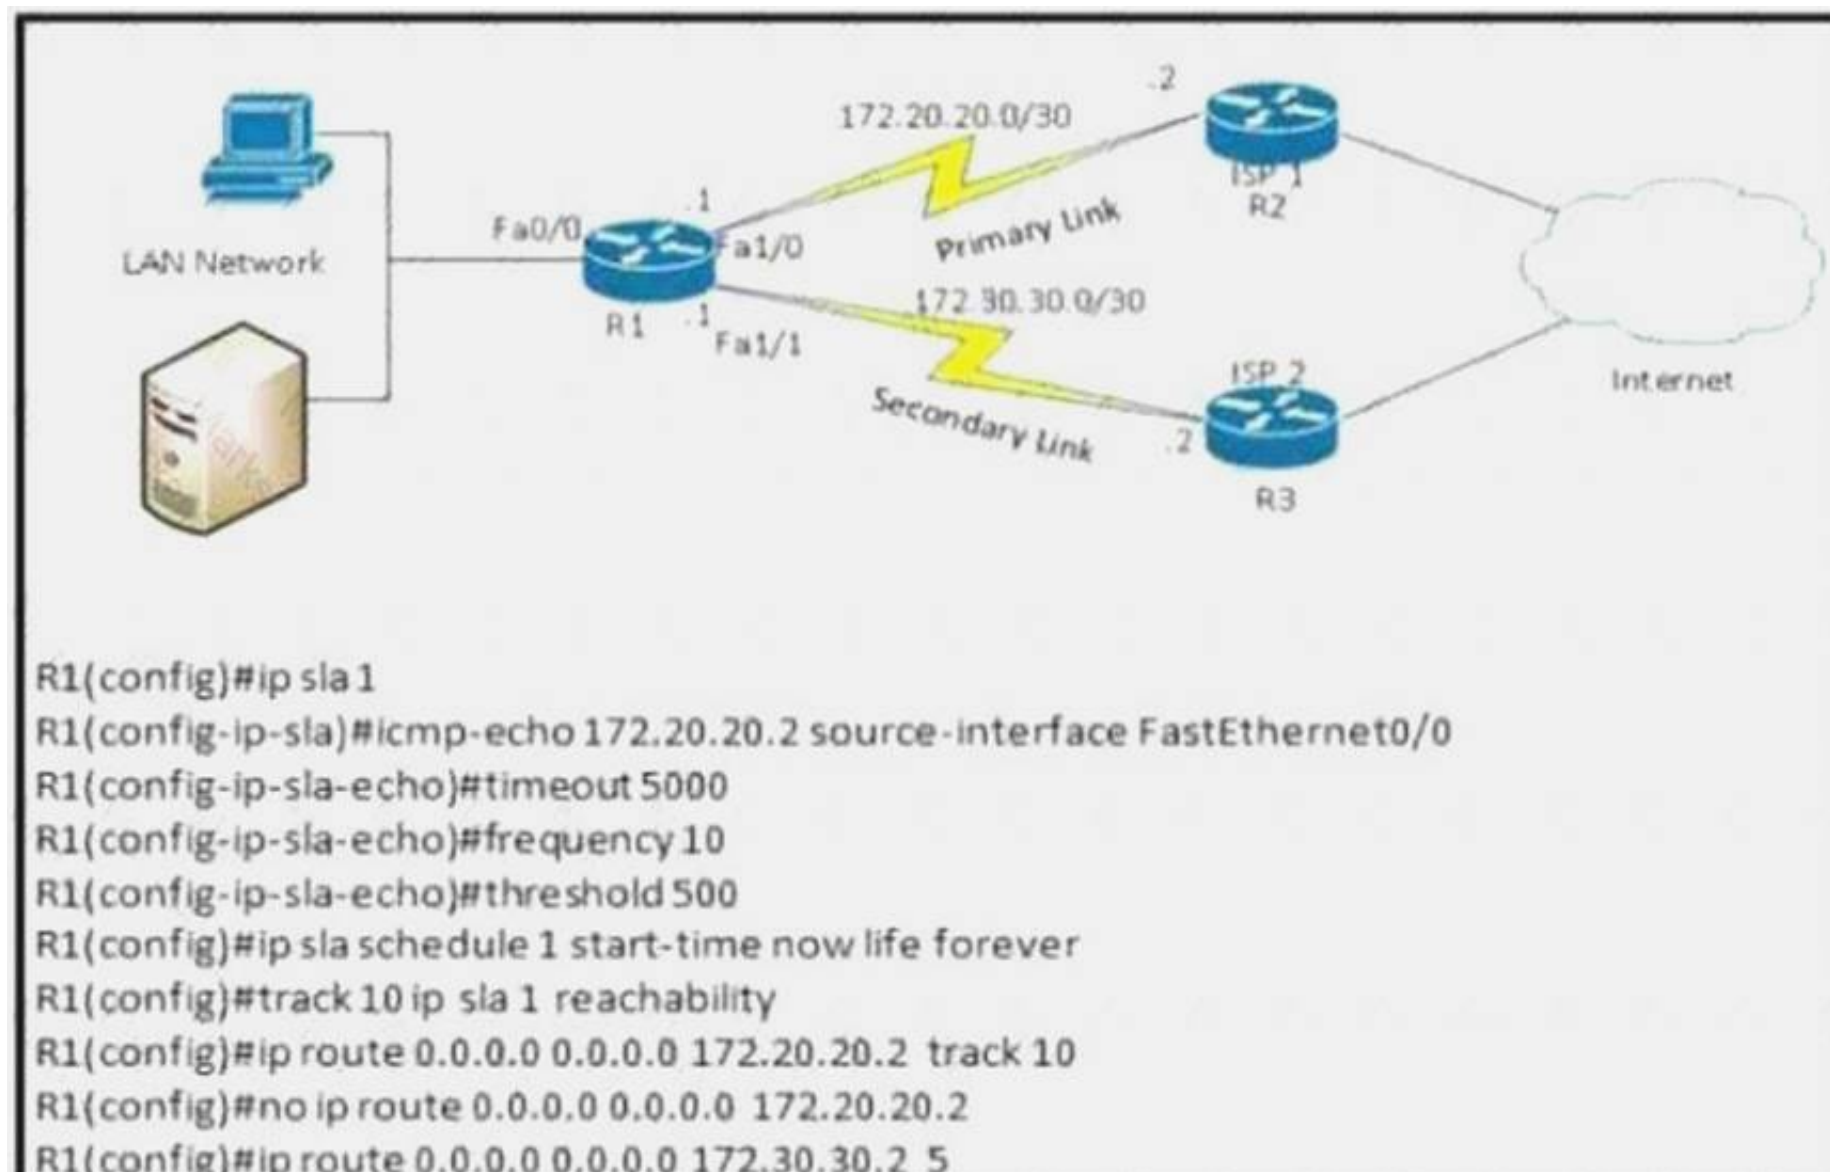 .2
172.20.20.0/30
ISP 1
R2
.1
Fa0/0
Fa1/0
Primary Link
LAN Network
172.30.30.0/30
R1
.1
Fa1/1
ISP 2
Internet
Secondary Link
.2
R3
R1(config)#ip sla 1
R1(config-ip-sla)#icmp-echo 172.20.20.2 source-interface FastEthernet0/0
R1(config-ip-sla-echo)#timeout 5000
R1(config-ip-sla-echo)#frequency 10
R1(config-ip-sla-echo)#threshold 500
R1(config)#ip sla schedule 1 start-time now life forever
R1(config)#track 10 ip sla 1 reachability
R1(config)#ip route 0.0.0.0 0.0.0.0 172.20.20.2 track 10
R1(config)#no ip route 0.0.0.0 0.0.0.0 172.20.20.2
R1(config)#ip route 0.0.0.0 0.0.0.0 172.30.30.2 5